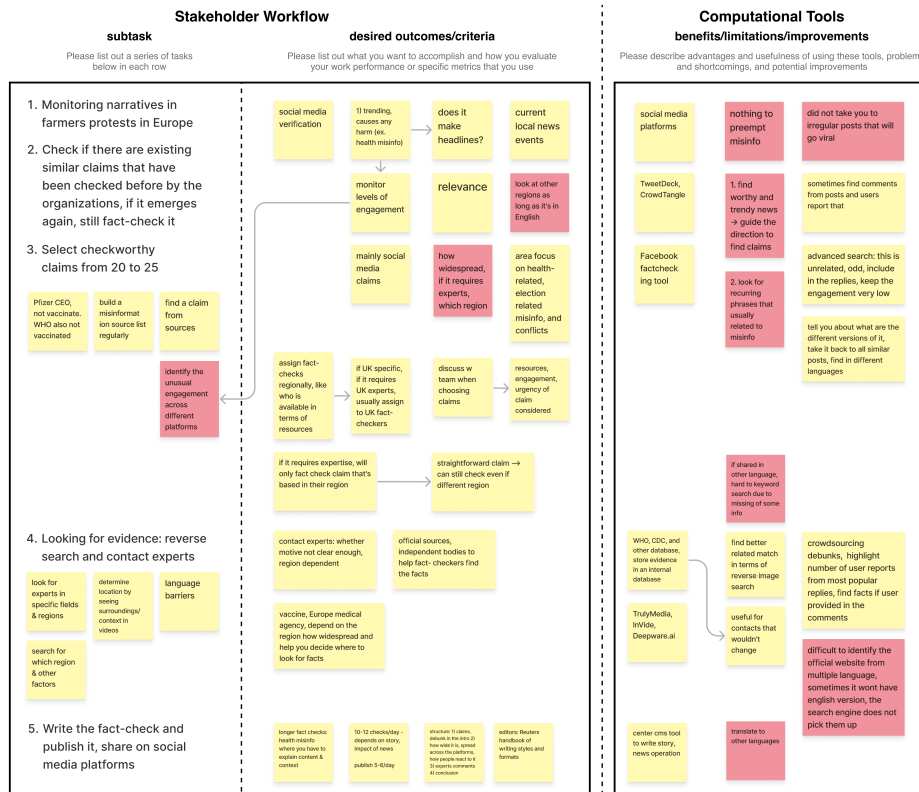 Stakeholder Workflow
Computational Tools
subtask
desired outcomes/criteria
benefits/limitations/improvements
Please list out a series of tasks
below in each row
Please list out what you want to accomplish and how you evaluate
your work performance or specific metrics that you use
Please describe advantages and usefulness of using these tools, problem
and shortcomings, and potential improvements
1. Monitoring narratives in
farmers protests in Europe
2. Check if there are existing
similar claims that have
been checked before by the
organizations, if it emerges
again, still fact-check it
3. Select checkworthy
claims from 20 to 25
Pfizer CEO,
not vaccinate.
WHO also not
vaccinated
build a
misinformat
ion source list
regularly
find a claim
from
sources
identify the
unusual
engagement
across
different
platforms
social media
verification
1) trending,
causes any
harm (ex.
health misinfo)
does it
make
headlines?
current
local news
events
monitor
levels of
engagement
relevance
look at other
regions as
long as it's in
English
mainly social
media
claims
how
widespread,
if it requires
experts,
which region
area focus
on health-
related,
election
related
misinfo, and
conflicts
assign fact-
checks
regionally, like
who is
available in
terms of
resources
if UK specific,
if it requires
UK experts,
usually assign
to UK fact-
checkers
discuss w
team when
choosing
claims
resources,
engagement,
urgency of
claim
considered
if it requires expertise, will
only fact check claim that's
based in their region
straightforward claim →
can still check even if
different region
social media
platforms
nothing to
preempt
misinfo
did not take you to
irregular posts that will
go viral
TweetDeck,
CrowdTangle
1. find
worthy and
trendy news
→ guide the
direction to
find claims
sometimes find comments
from posts and users
report that
Facebook
factcheck
ing tool
2. look for
recurring
phrases that
usually
related to
misinfo
advanced search: this is
unrelated, odd, include in
the replies, keep the
engagement very low
tell you about what are the
different versions of it,
take it back to all similar
posts, find in different
languages
if shared in
other language,
hard to keyword
search due to
missing of some
info
4. Looking for evidence: reverse
search and contact experts
look for
experts in
specific fields
& regions
determine
location by
seeing
surroundings/
context in
videos
language
barriers
search for
which region
& other
factors
contact experts: whether
motive not clear enough,
region dependent
official sources,
independent bodies to
help fact- checkers find
the facts
vaccine, Europe medical
agency, depend on the
region how widespread and
help you decide where to
look for facts
WHO, CDC, and
other database,
store evidence
in an internal
database
find better
related match
in terms of
reverse image
search
crowdsourcing
debunks, highlight
number of user reports
from most popular
replies, find facts if user
provided in the
comments
TrulyMedia,
InVide,
Deepware.ai
useful for
contacts that
wouldn't
change
difficult to identify the
official website from
multiple language,
sometimes it wont have
english version, the
search engine does not
pick them up
5. Write the fact-check and
publish it, share on social
media platforms
longer fact checks:
health misinfo
where you have to
explain content &
context
10-12 checks/day -
depends on story,
impact of news
publish 5-6/day
structure: 1) claims,
debunk in the intro 2)
how wide it is, spread
across the platforms,
how people react to it
3) experts comments
4) conclusion
editors: Reuters
handbook of
writing styles and
formats
center cms tool
to write story,
news operation
translate to
other languages